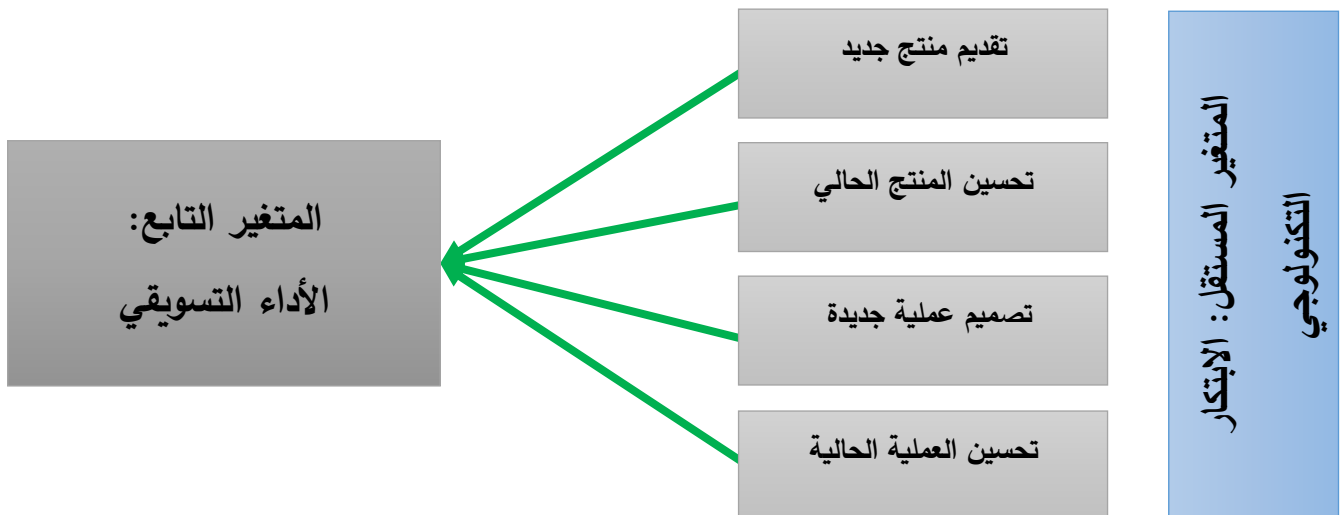 المتغير المستقل: الابتكار
التكنولوجي
تقديم منتج جديد
تحسين المنتج الحالي
تصميم عملية جديدة
تحسين العملية الحالية
المتغير التابع:
الأداء التسويقي